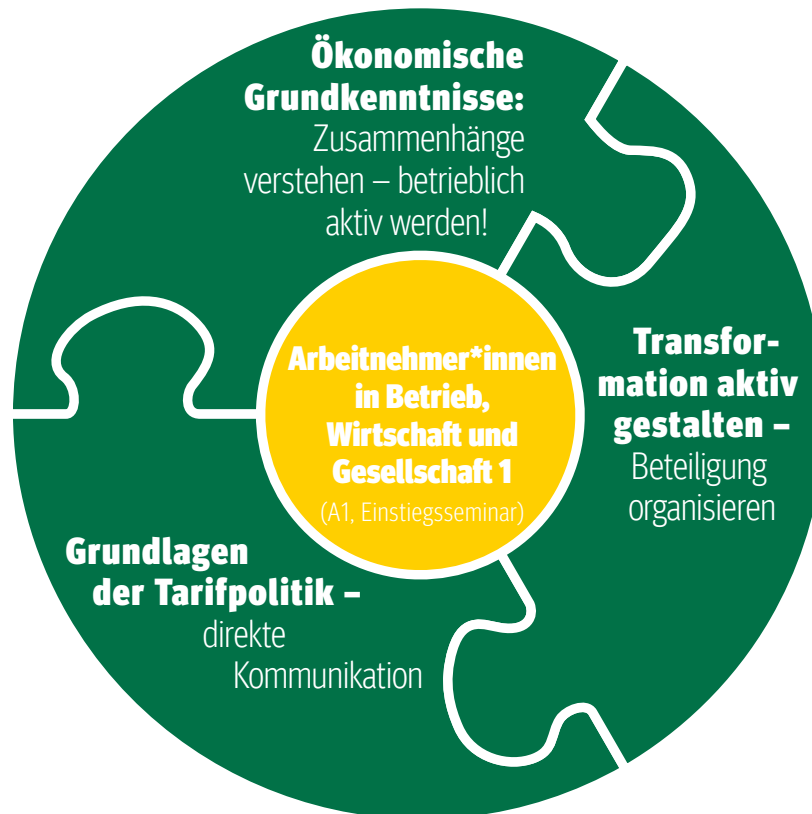 Ökonomische
Grundkenntnisse:
Zusammenhänge
verstehen – betrieblich
aktiv werden!
Arbeitnehmer*innen
in Betrieb,
Wirtschaft und
Gesellschaft 1
(A1, Einstiegsseminar)
Transfor-
mation aktiv
gestalten –
Beteiligung
organisieren
Grundlagen
der Tarifpolitik –
direkte
Kommunikation